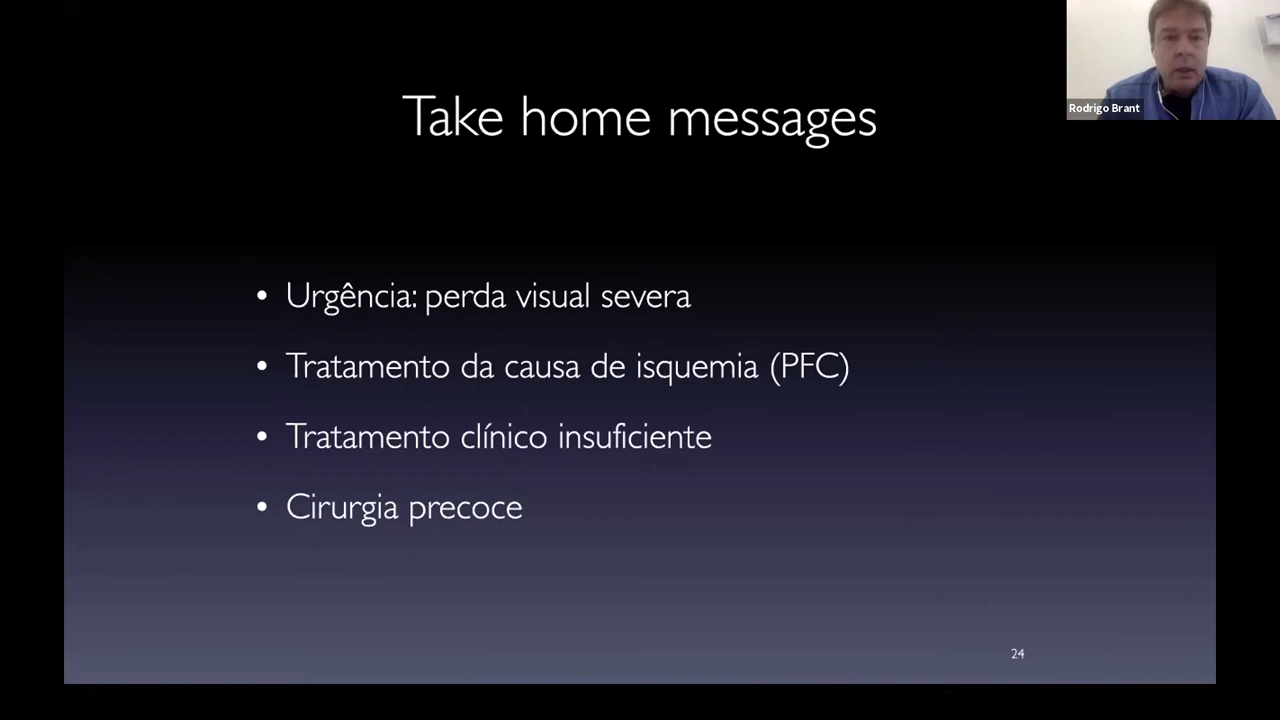 Rodrigo Brant
Take home messages
• Urgência: perda visual severa
• Tratamento da causa de isquemia (PFC)
• Tratamento clínico insuficiente
• Cirurgia precoce
24